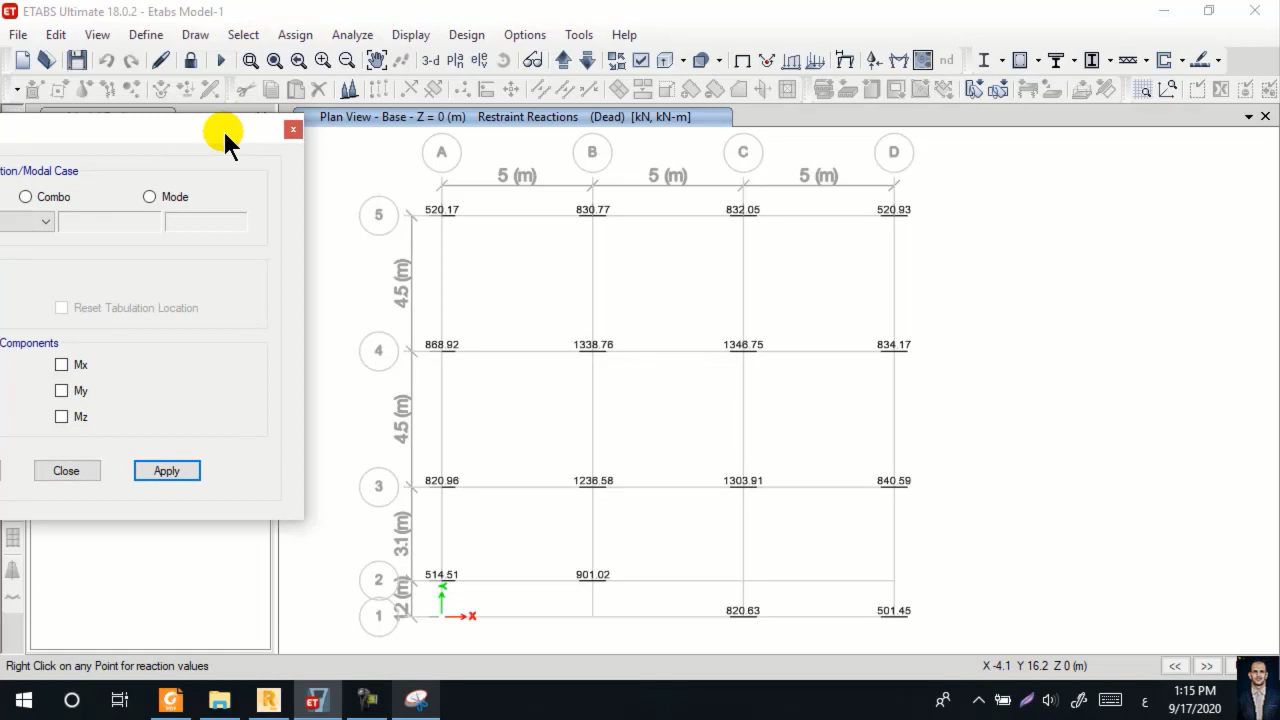 ETABS Ultimate 18.0.2 - Etabs Model-1
File Edit View Define Draw Select Assign Analyze Display Design Options Tools Help
3-d
nd
Plan View - Base - Z = 0 (m) Restraint Reactions (Dead) [kN, kN-m]
tion/Modal Case
Combo Mode
Reset Tabulation Location
Components
Mx
My
Mz
Close Apply
A B C D
5 (m) 5 (m) 5 (m)
5 520.17 830.77 832.05 520.93
4.5 (m)
4 868.92 1338.76 1346.75 834.17
4.5 (m)
3 820.96 1236.58 1303.91 840.59
3.1 (m)
2 514.51 901.02
1 820.63 501.45
X
Right Click on any Point for reaction values X -4.1 Y 16.2 Z 0 (m) << >>
PDF R ET ع 1:15 PM
9/17/2020